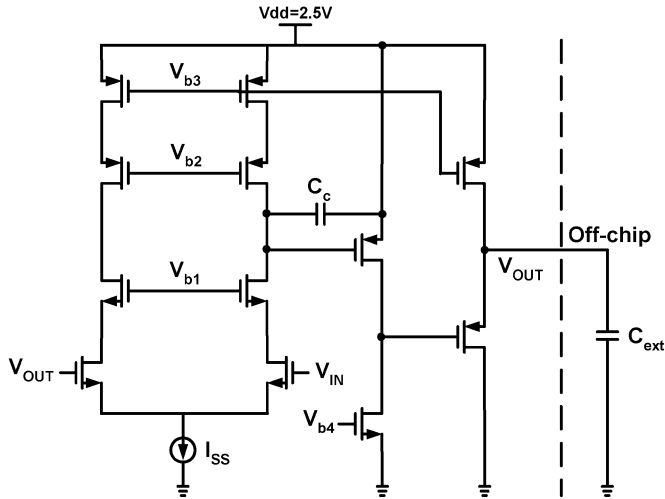 Vdd=2.5V
Vb3
Vb2
Cc
Off-chip
Vb1
VOUT
Cext
VOUT
VIN
Vb4
ISS